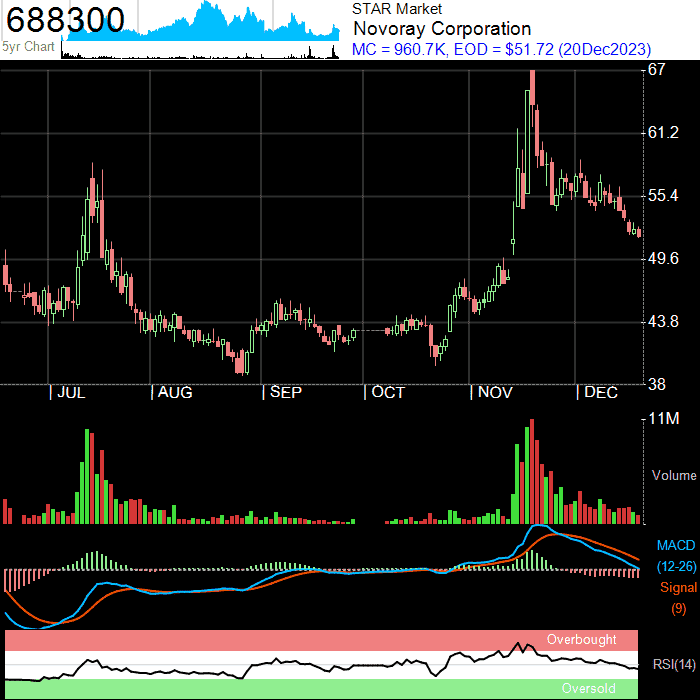 688300
5yr Chart
STAR Market
Novoray Corporation
MC = 960.7K, EOD = $51.72 (20Dec2023)
67
61.2
55.4
49.6
43.8
38
JUL
AUG
SEP
OCT
NOV
DEC
11M
Volume
MACD
(12-26)
Signal
(9)
Overbought
RSI(14)
Oversold